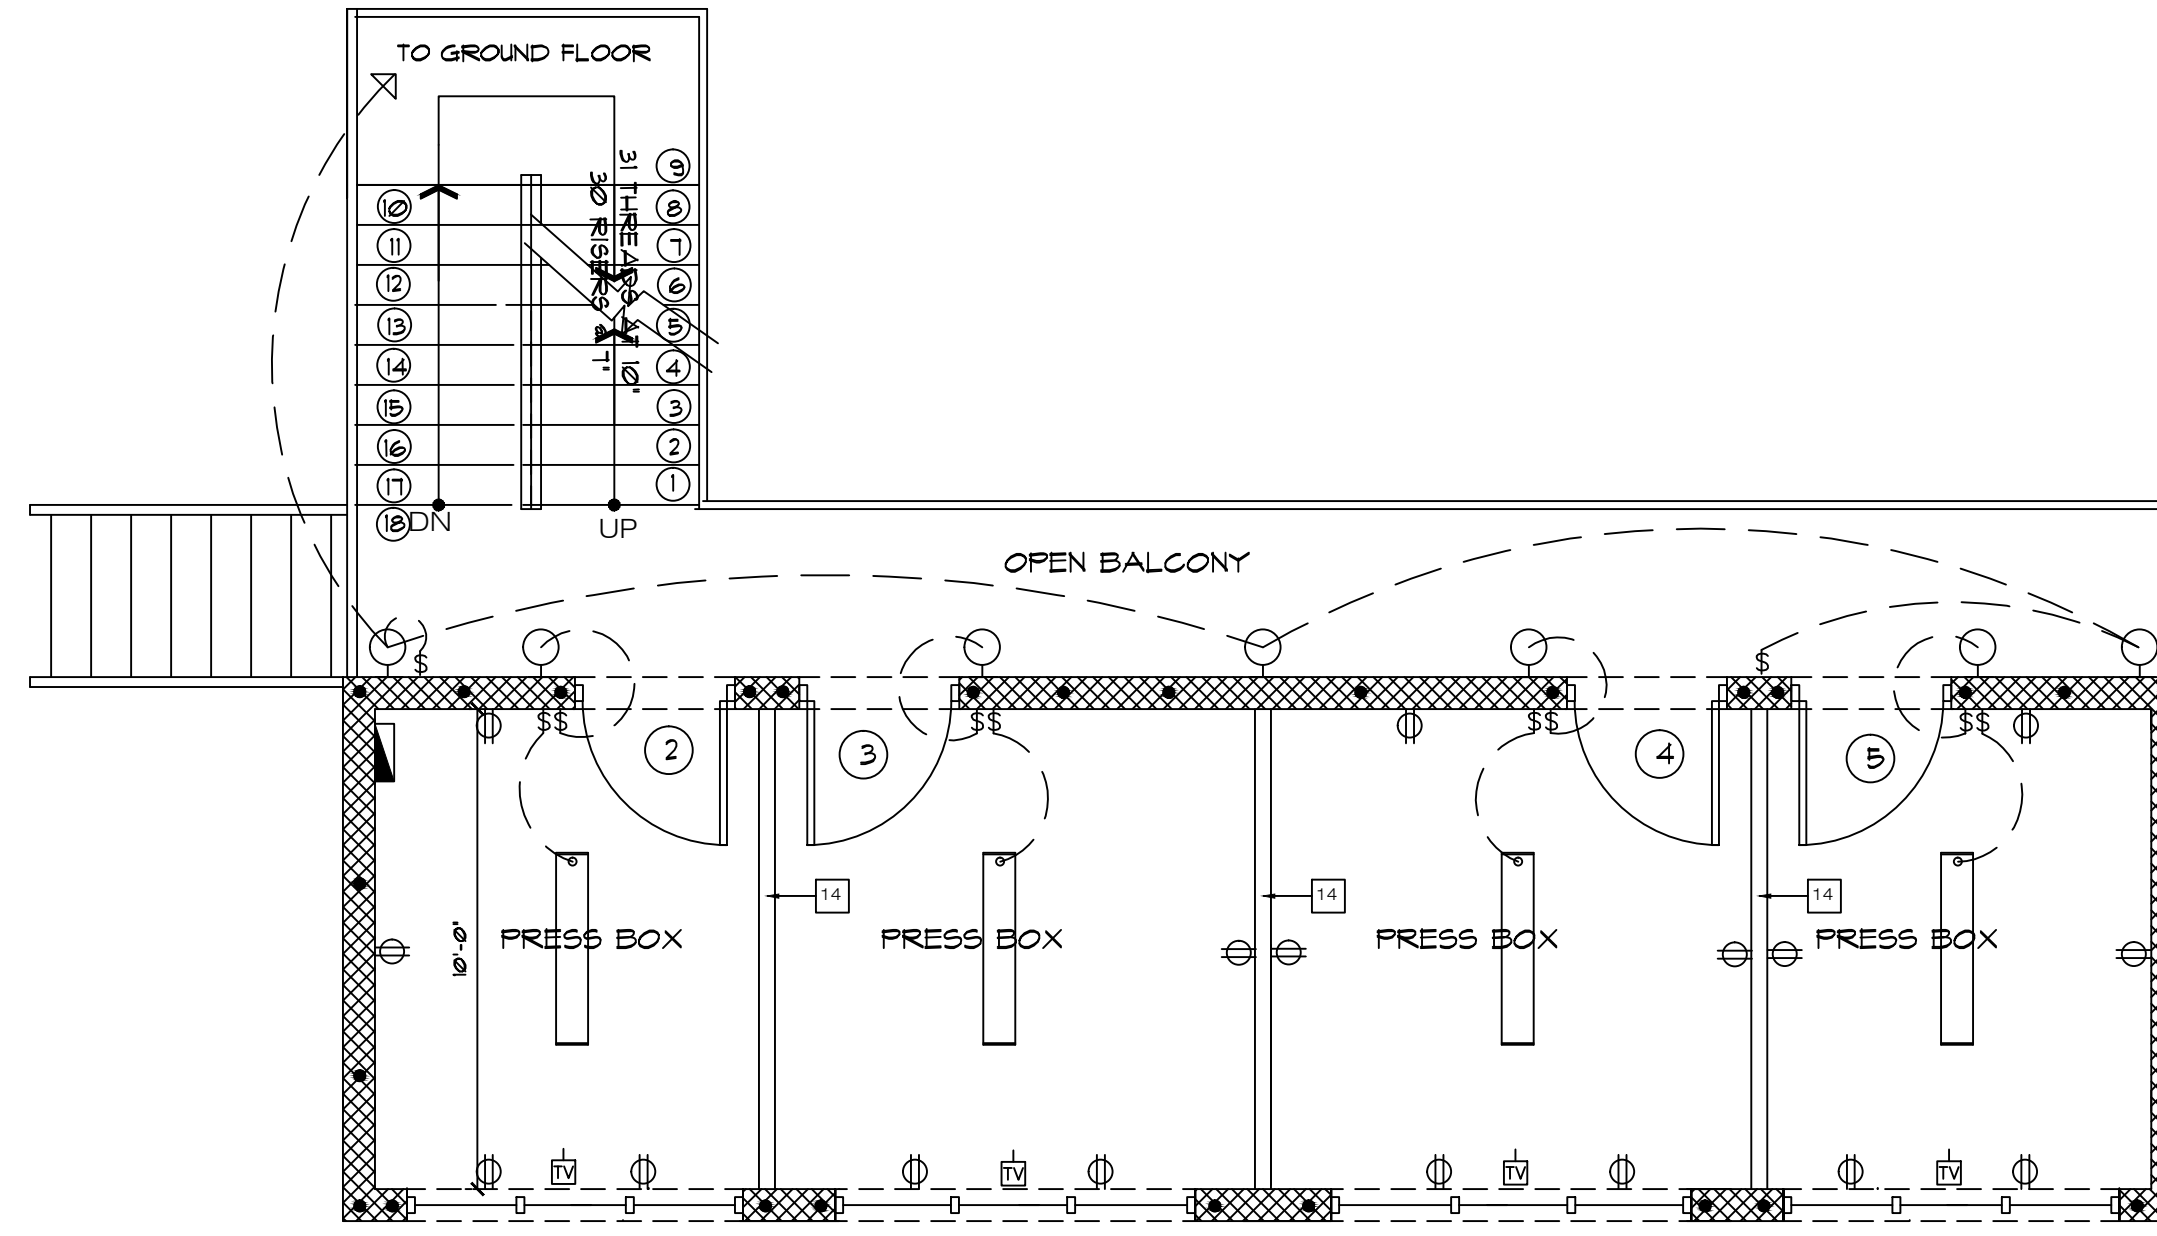 TO GROUND FLOOR
31 THREADS AT 10"
30 RISERS @ 7"
9
10
8
11
7
12
6
13
5
14
4
15
3
16
2
17
1
18
DN
UP
OPEN BALCONY
$
$
$$
$$
$$
$$
2
3
4
5
14
14
14
10'-0"
PRESS BOX
PRESS BOX
PRESS BOX
PRESS BOX
TV
TV
TV
TV